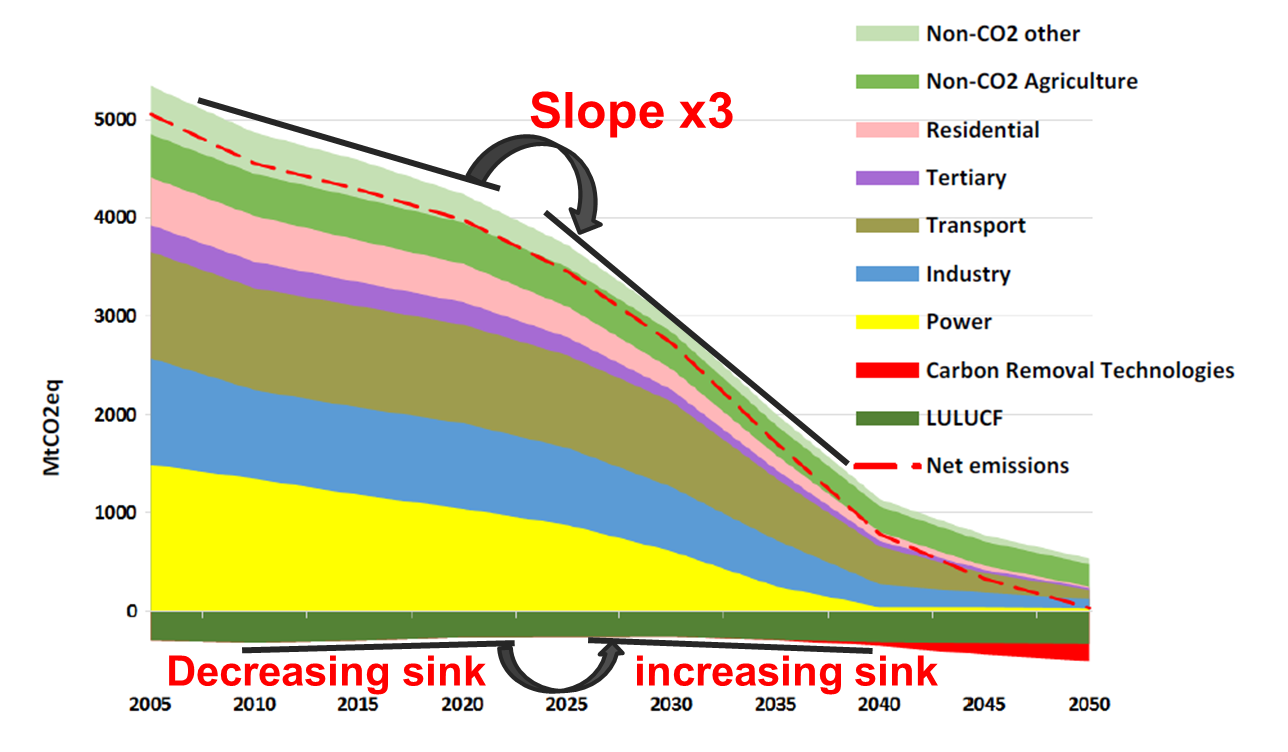 Non-CO2 other
Non-CO2 Agriculture
Residential
Tertiary
Transport
Industry
Power
Carbon Removal Technologies
LULUCF
Net emissions
Slope x3
MtCO2eq
5000
4000
3000
2000
1000
0
Decreasing sink
increasing sink
2005 2010 2015 2020 2025 2030 2035 2040 2045 2050